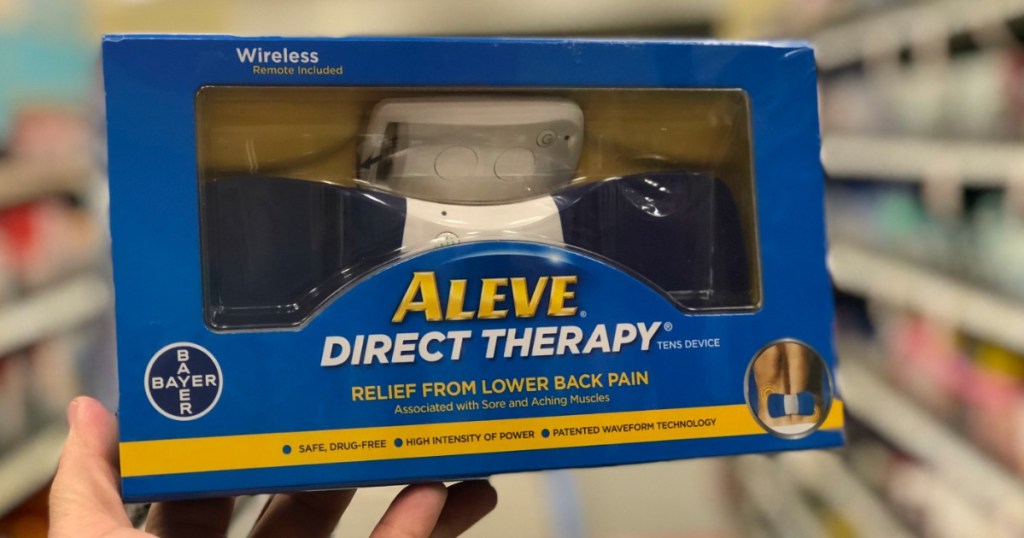 Wireless
Remote Included
ALEVE®
DIRECT THERAPY®
TENS DEVICE
RELIEF FROM LOWER BACK PAIN
Associated with Sore and Aching Muscles
BAYER
BAYER
• SAFE, DRUG-FREE • HIGH INTENSITY OF POWER • PATENTED WAVEFORM TECHNOLOGY